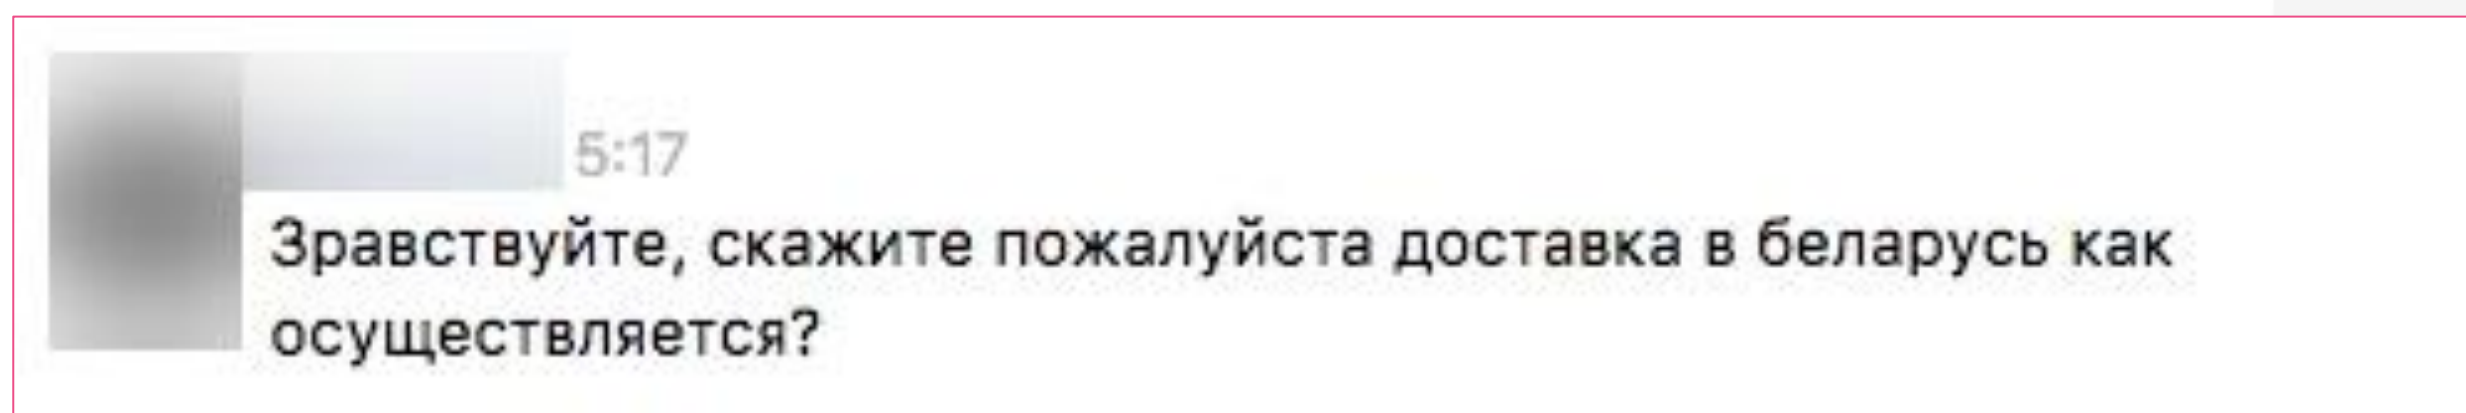 5:17
Зравствуйте, скажите пожалуйста доставка в беларусь как
осуществляется?